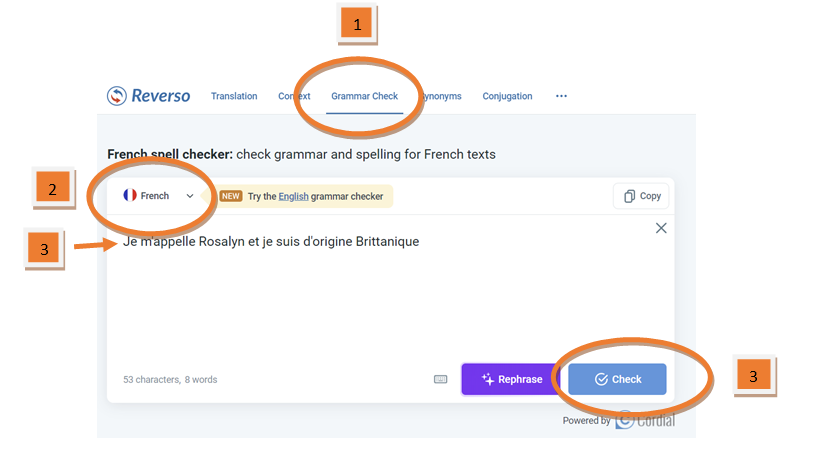 1
Reverso Translation Context Grammar Check Synonyms Conjugation ...
French spell checker: check grammar and spelling for French texts
2
French NEW Try the English grammar checker Copy
3
Je m'appelle Rosalyn et je suis d'origine Brittanique
53 characters, 8 words Rephrase Check
3
Powered by Cordial